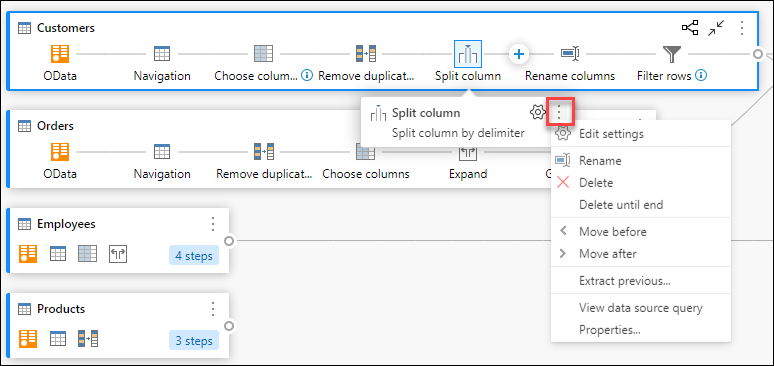 Customers
OData
Navigation
Choose colum...
Remove duplicat...
Split column
Rename columns
Filter rows
Split column
Split column by delimiter
Orders
OData
Navigation
Remove duplicat...
Choose columns
Expand
G
Edit settings
Rename
Delete
Delete until end
Move before
Move after
Extract previous...
View data source query
Properties...
Employees
4 steps
Products
3 steps